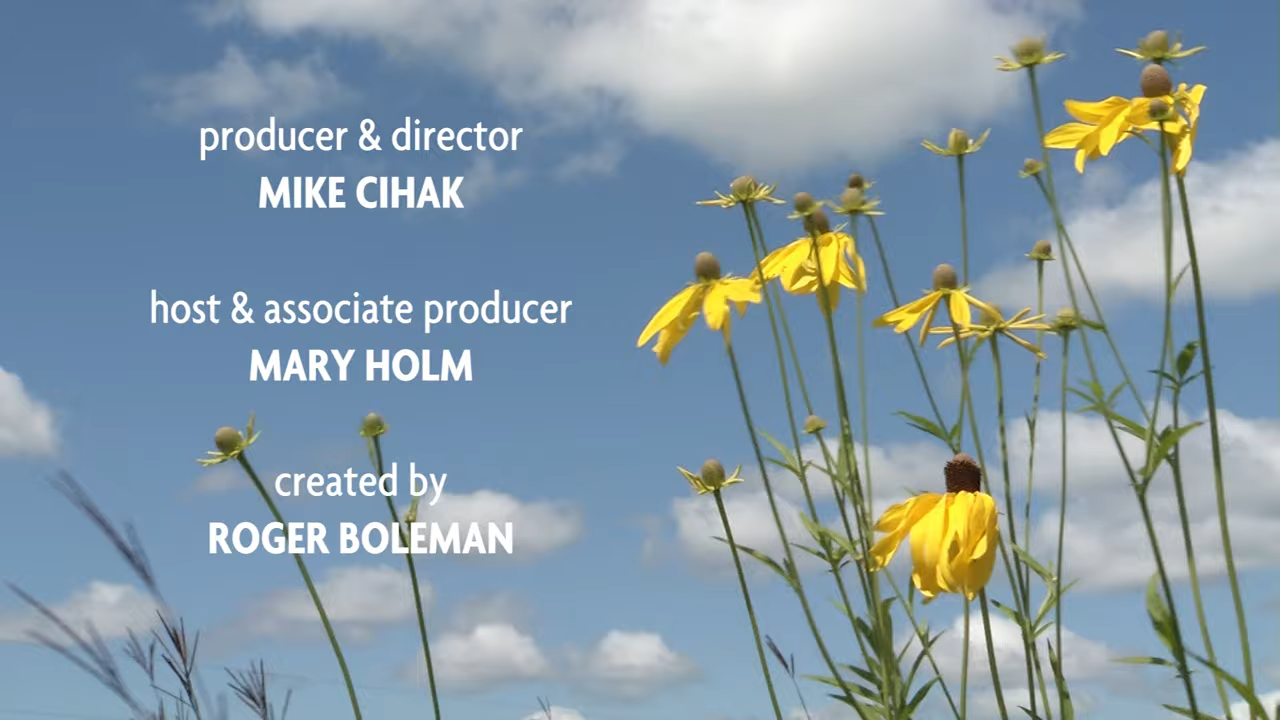 producer & director
MIKE CIHAK
host & associate producer
MARY HOLM
created by
ROGER BOLEMAN